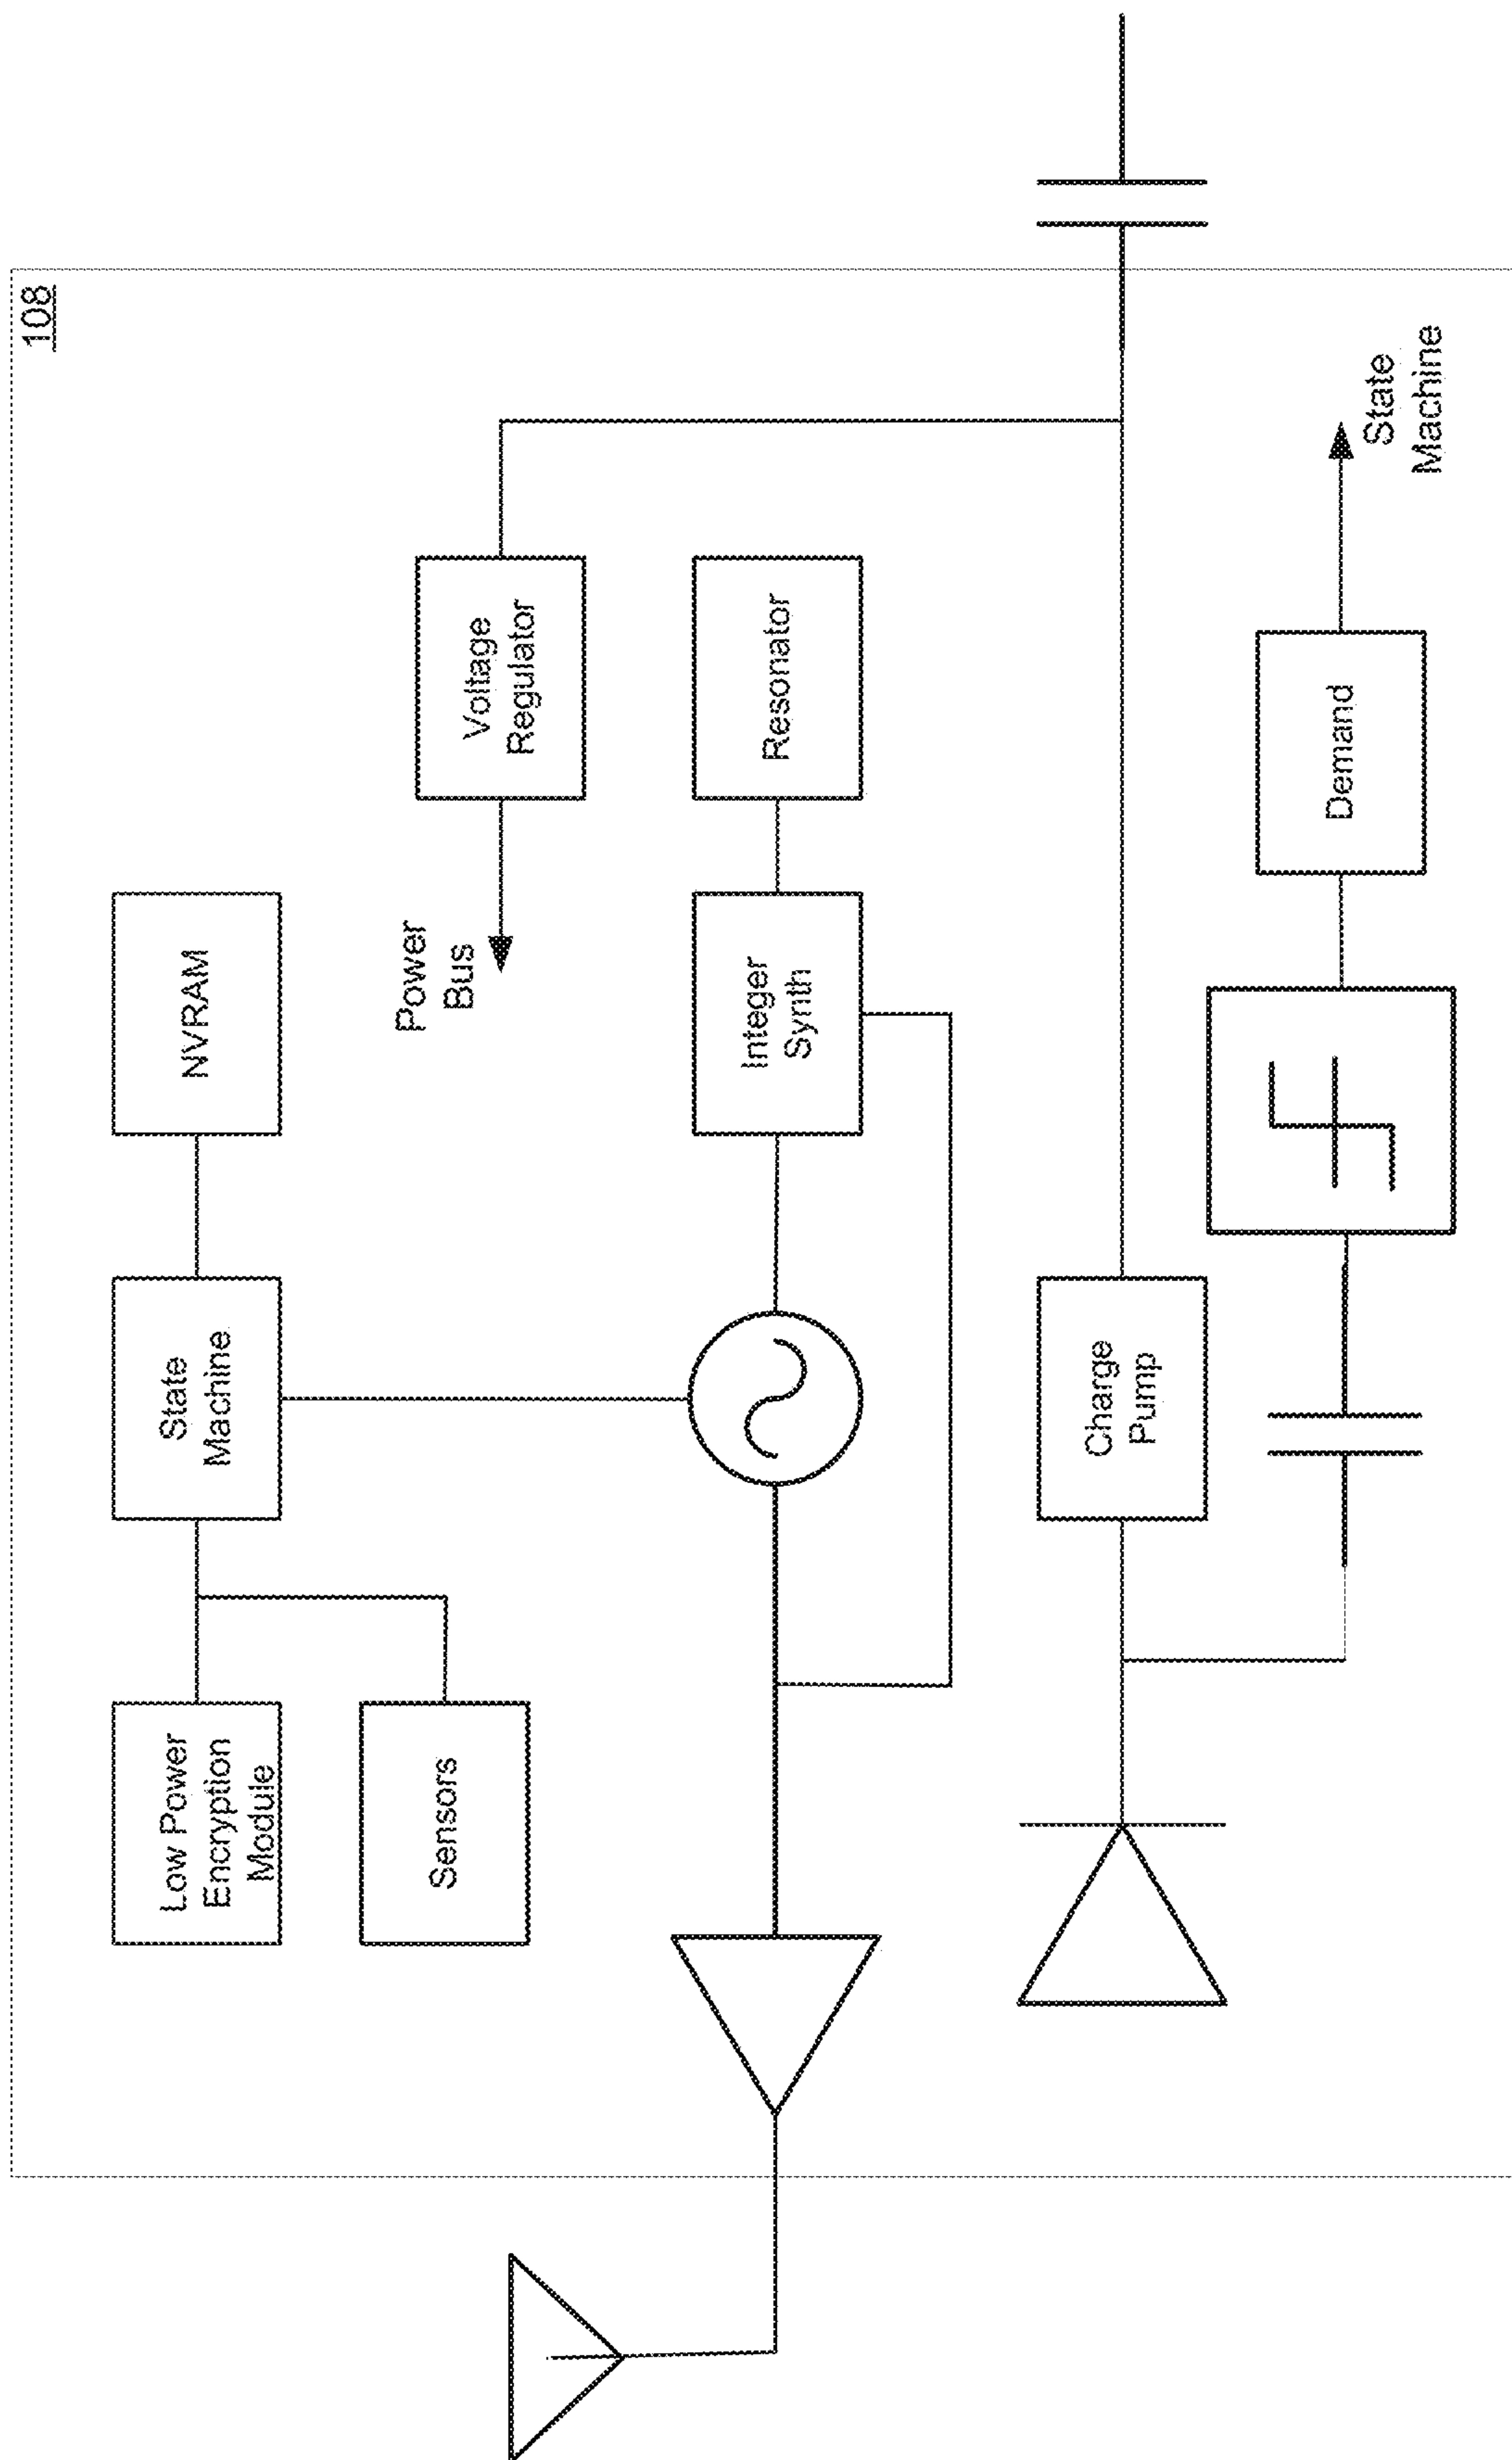 108
Low Power
Encryption
Module
State
Machine
NVRAM
Sensors
Power
Bus
Voltage
Regulator
Integer
Synth
Resonator
Charge
Pump
Demand
State
Machine